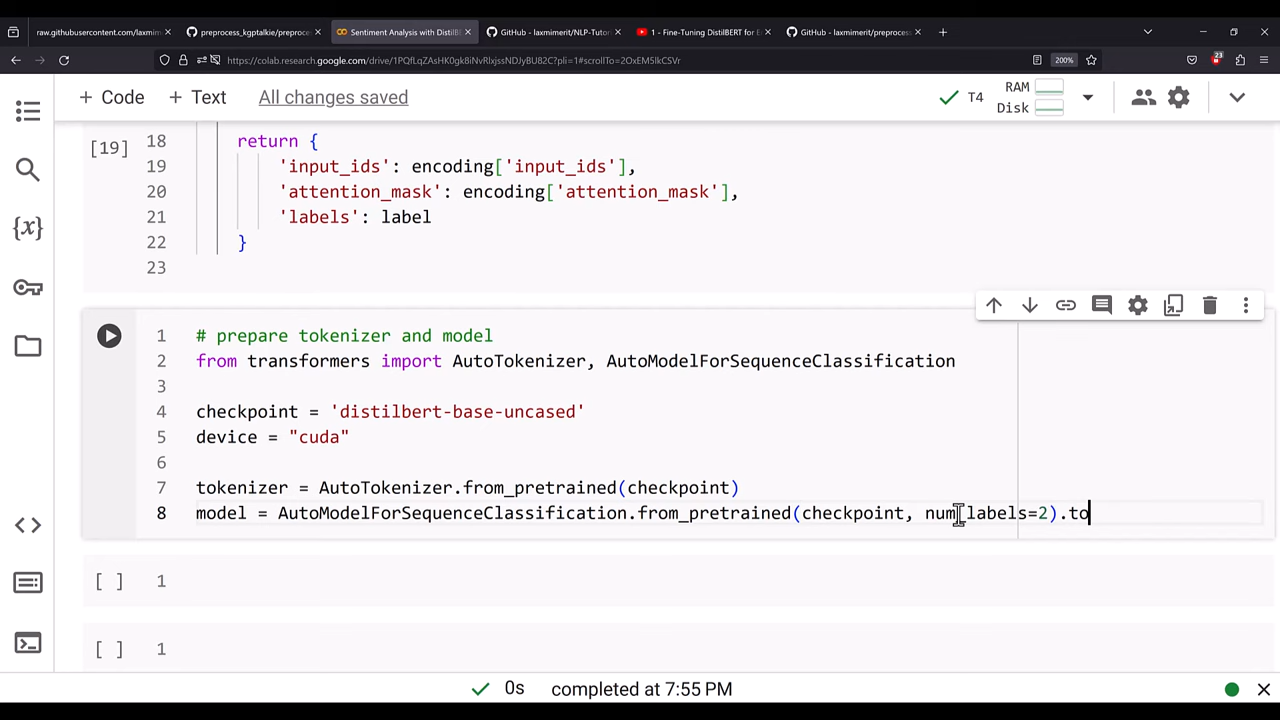 raw.githubusercontent.com/laxmim
preprocess_kgptalkie/preproces
Sentiment Analysis with DistilBE
GitHub - laxmimerit/NLP-Tutori
1 - Fine-Tuning DistilBERT for E
GitHub - laxmimerit/preproces
https://colab.research.google.com/drive/1PQfLqZAsHK0gk8iNvRlxjssNDJyBU82C?pli=1#scrollTo=2OxEM5lkCSVr
200%
23
+ Code
+ Text
All changes saved
T4
RAM
Disk
[19]
18 return {
19 'input_ids': encoding['input_ids'],
20 'attention_mask': encoding['attention_mask'],
21 'labels': label
22 }
23
1 # prepare tokenizer and model
2 from transformers import AutoTokenizer, AutoModelForSequenceClassification
3
4 checkpoint = 'distilbert-base-uncased'
5 device = "cuda"
6
7 tokenizer = AutoTokenizer.from_pretrained(checkpoint)
8 model = AutoModelForSequenceClassification.from_pretrained(checkpoint, num_labels=2).to
[ ] 1
[ ] 1
0s completed at 7:55 PM